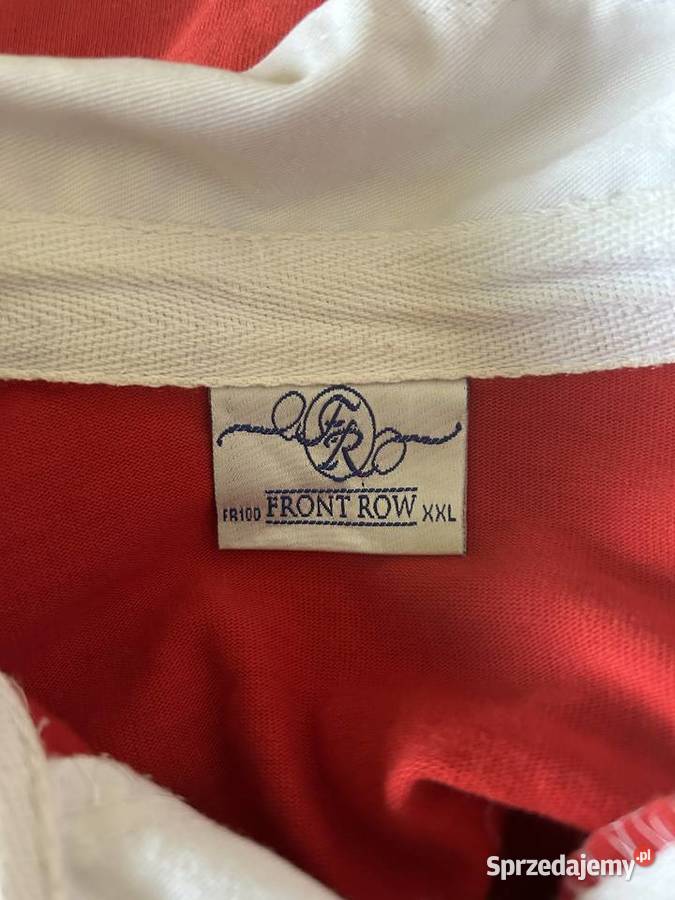 FR
FR100 FRONT ROW XXL
Sprzedajemy.pl